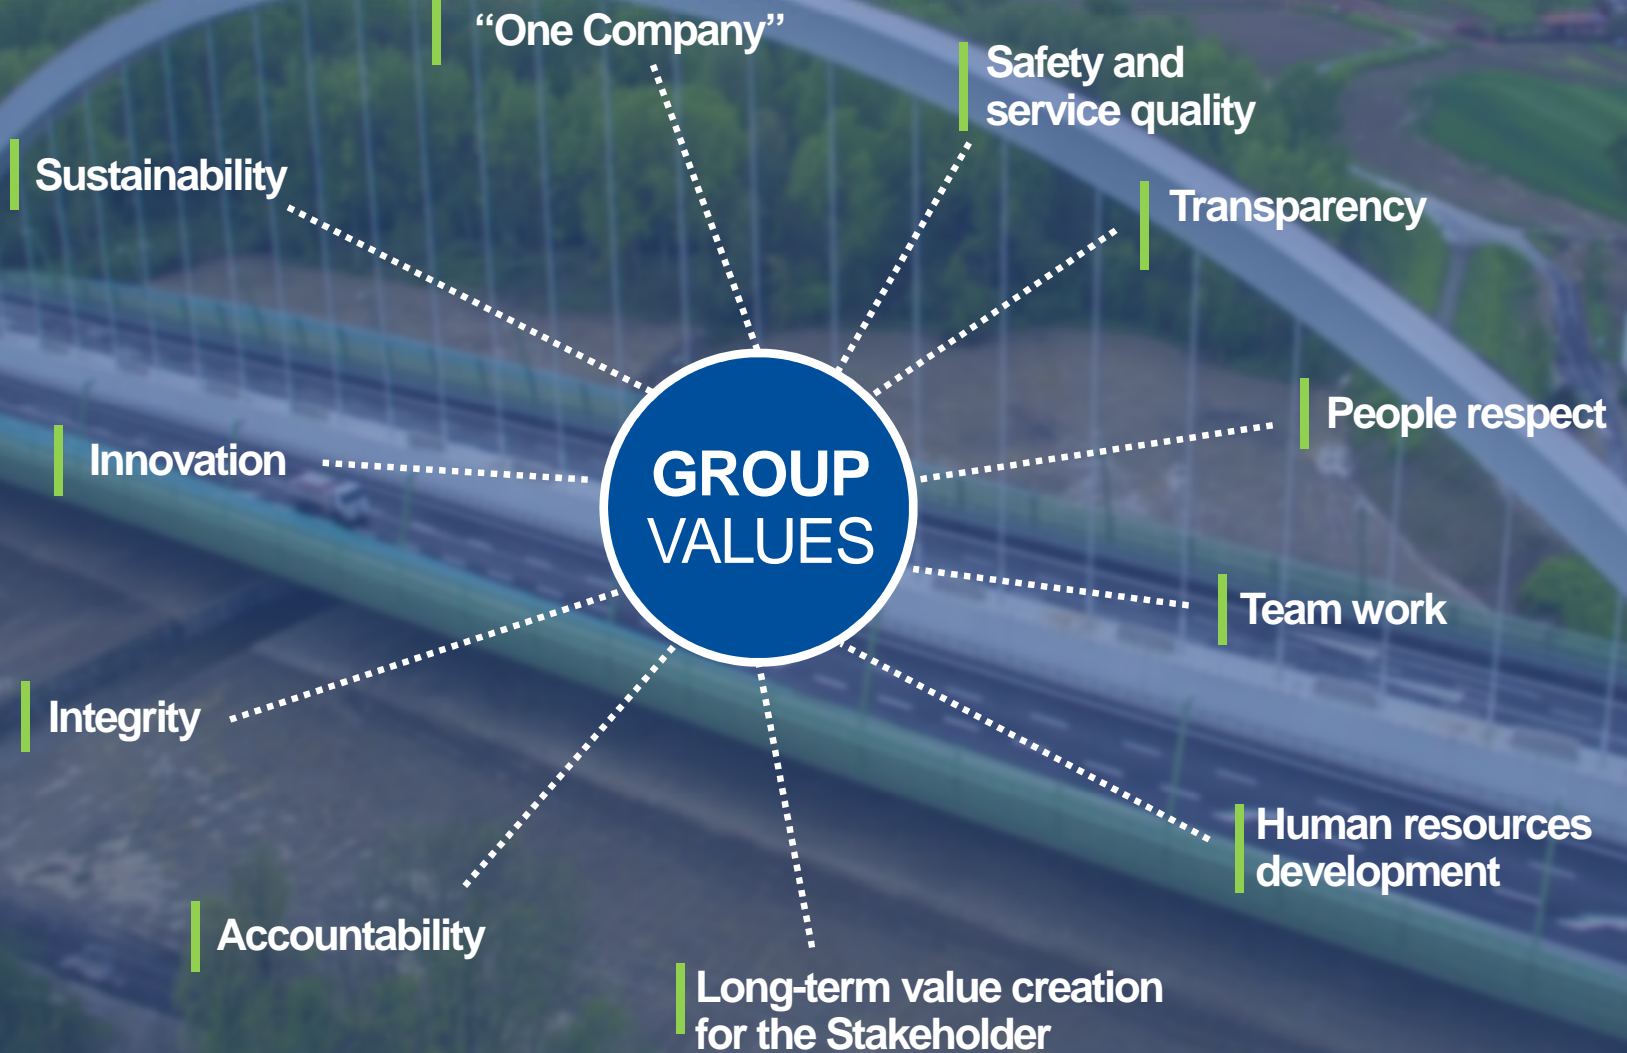 “One Company”
Safety and
service quality
Sustainability
Transparency
People respect
Innovation
GROUP
VALUES
Team work
Integrity
Human resources
development
Accountability
Long-term value creation
for the Stakeholder